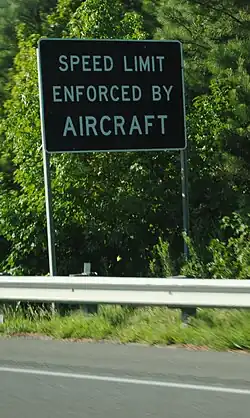 SPEED LIMIT
ENFORCED BY
AIRCRAFT